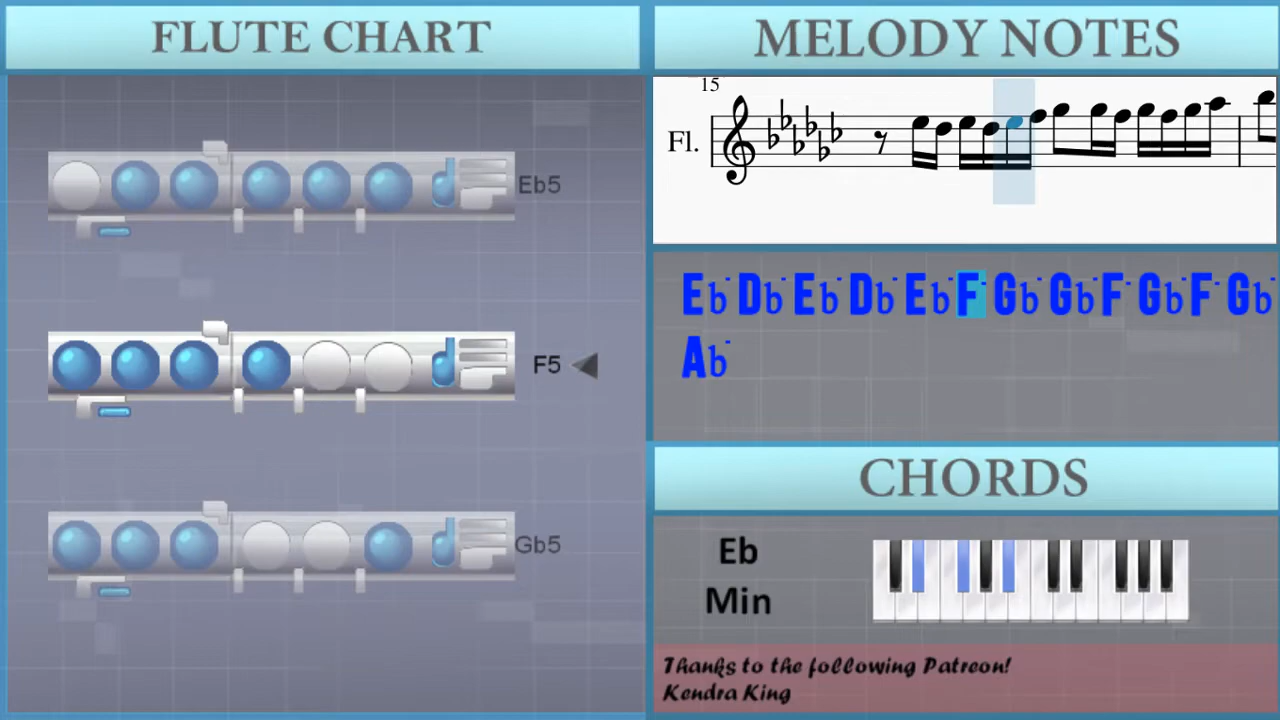 FLUTE CHART
Eb5
F5
Gb5
MELODY NOTES
15
Fl.
Eb˙ Db˙ Eb˙ Db˙ Eb˙ F˙ Gb˙ Gb˙ F˙ Gb˙ F˙ Gb˙
Ab˙
CHORDS
Eb
Min
Thanks to the following Patreon!
Kendra King